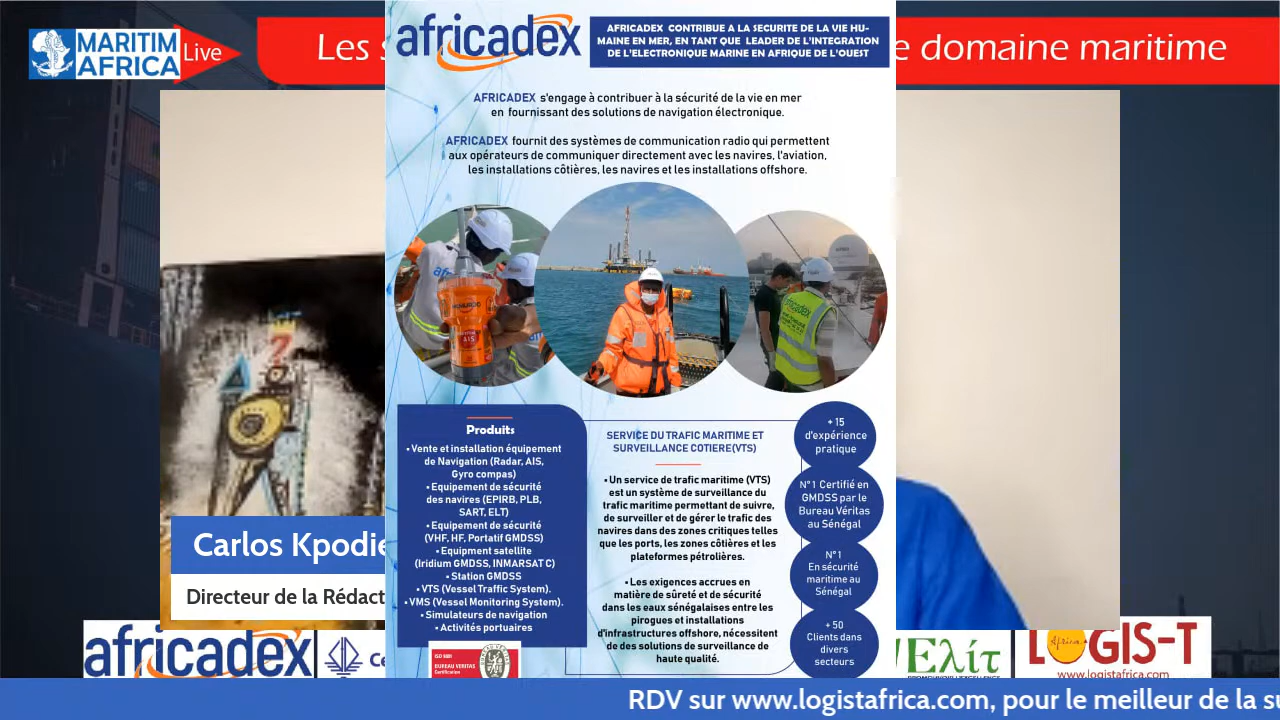 MARITIM
AFRICA
Live
Les
e domaine maritime
africadex
AFRICADEX CONTRIBUE A LA SECURITE DE LA VIE HU-
MAINE EN MER, EN TANT QUE LEADER DE L'INTEGRATION
DE L'ELECTRONIQUE MARINE EN AFRIQUE DE L'OUEST
AFRICADEX s'engage à contribuer à la sécurité de la vie en mer
en fournissant des solutions de navigation électronique.
AFRICADEX fournit des systèmes de communication radio qui permettent
aux opérateurs de communiquer directement avec les navires, l'aviation,
les installations côtières, les navires et les installations offshore.
McMURDO
AIS
africadex
Produits
• Vente et installation équipement
de Navigation (Radar, AIS,
Gyro compas)
• Equipement de sécurité
des navires (EPIRB, PLB,
SART, ELT)
• Equipement de sécurité
(VHF, HF, Portatif GMDSS)
• Equipment satellite
(Iridium GMDSS, INMARSAT C)
• Station GMDSS
• VTS (Vessel Traffic System).
• VMS (Vessel Monitoring System).
• Simulateurs de navigation
• Activités portuaires
ISO 9001
BUREAU VERITAS
Certification
SERVICE DU TRAFIC MARITIME ET
SURVEILLANCE COTIERE(VTS)
• Un service de trafic maritime (VTS)
est un système de surveillance du
trafic maritime permettant de suivre,
de surveiller et de gérer le trafic des
navires dans des zones critiques telles
que les ports, les zones côtières et les
plateformes pétrolières.
• Les exigences accrues en
matière de sûreté et de sécurité
dans les eaux sénégalaises entre les
pirogues et installations
d'infrastructures offshore, nécessitent
de des solutions de surveillance de
haute qualité.
+ 15
d'expérience
pratique
N°1 Certifié en
GMDSS par le
Bureau Véritas
au Sénégal
N°1
En sécurité
maritime au
Sénégal
+ 50
Clients dans
divers
secteurs
Carlos Kpodie
Directeur de la Rédact
africadex
Ce
Elit
LOGIS-T
Africa
www.logistafrica.com
RDV sur www.logistafrica.com, pour le meilleur de la su